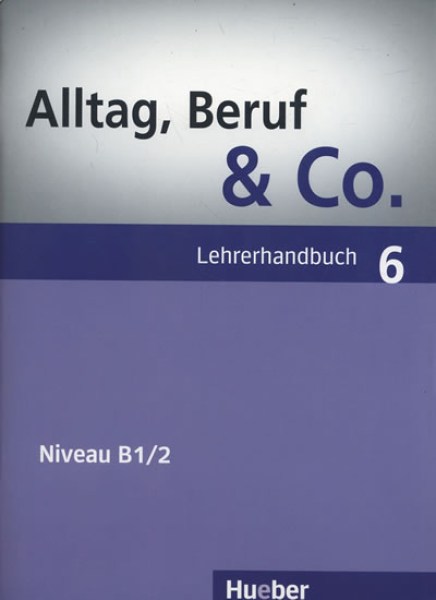 Alltag, Beruf
& Co.
Lehrerhandbuch 6
Niveau B1/2
Hueber